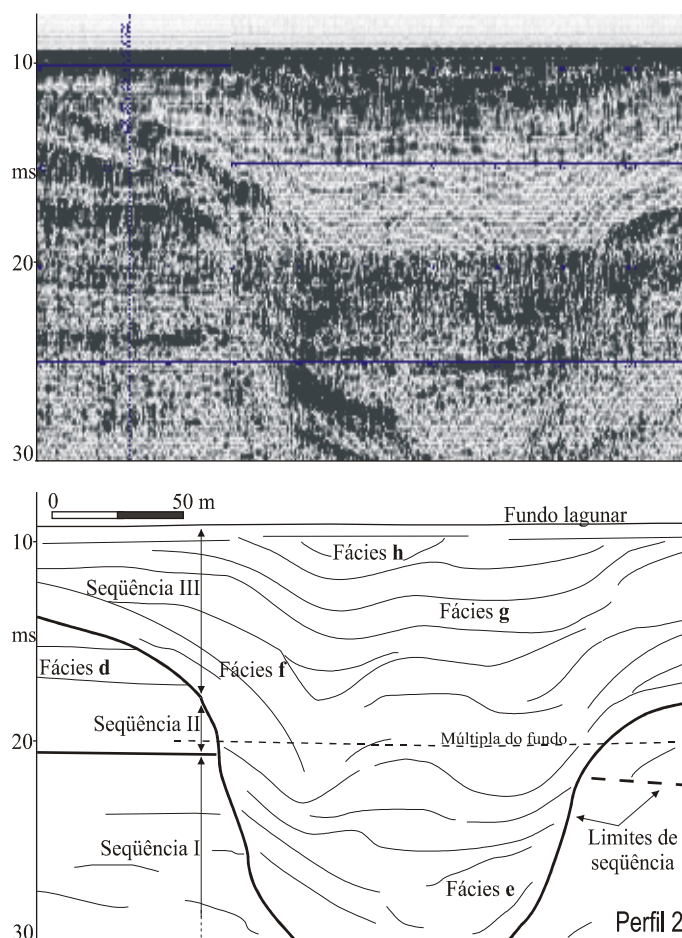 10
ms
20
30
0 50 m
Fundo lagunar
10
Fácies h
Seqüência III
Fácies g
ms
Fácies d
Fácies f
Seqüência II
Múltipla do fundo
20
Limites de
seqüência
Seqüência I
Fácies e
Perfil 2
30